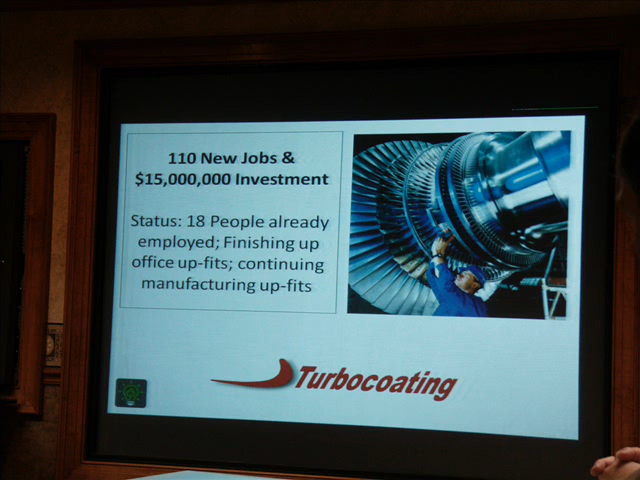 110 New Jobs &
$15,000,000 Investment
Status: 18 People already
employed; Finishing up
office up-fits; continuing
manufacturing up-fits
Turbocoating